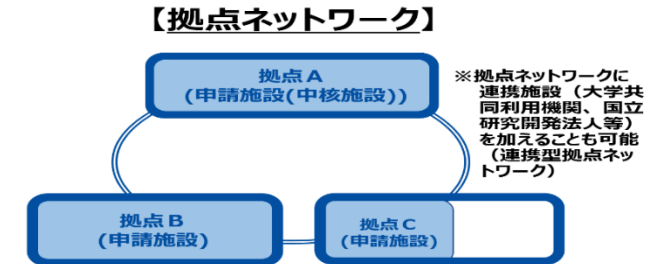 【拠点ネットワーク】
拠点A
(申請施設(中核施設))
※拠点ネットワークに
連携施設（大学共
同利用機関、国立
研究開発法人等）
を加えることも可能
（連携型拠点ネッ
トワーク）
拠点B
(申請施設)
拠点C
(申請施設)